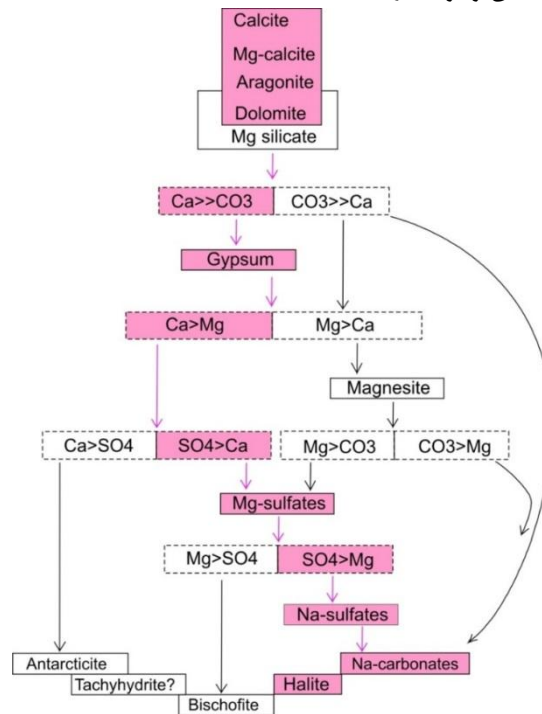 Calcite
Mg-calcite
Aragonite
Dolomite
Mg silicate
Ca>>CO3 CO3>>Ca
Gypsum
Ca>Mg Mg>Ca
Magnesite
Ca>SO4 SO4>Ca Mg>CO3 CO3>Mg
Mg-sulfates
Mg>SO4 SO4>Mg
Na-sulfates
Antarcticite Na-carbonates
Tachyhydrite? Halite
Bischofite